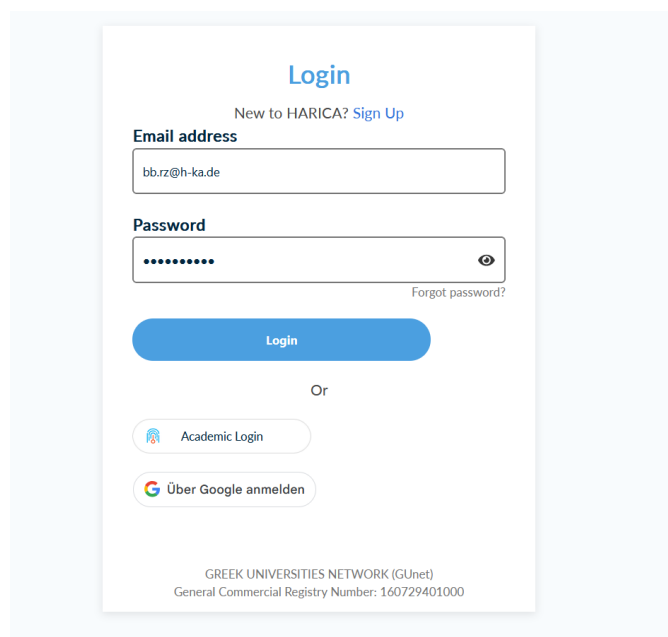 Login
New to HARICA? Sign Up
Email address
bb.rz@h-ka.de
Password
••••••••••
Forgot password?
Login
Or
Academic Login
Über Google anmelden
GREEK UNIVERSITIES NETWORK (GUnet)
General Commercial Registry Number: 160729401000